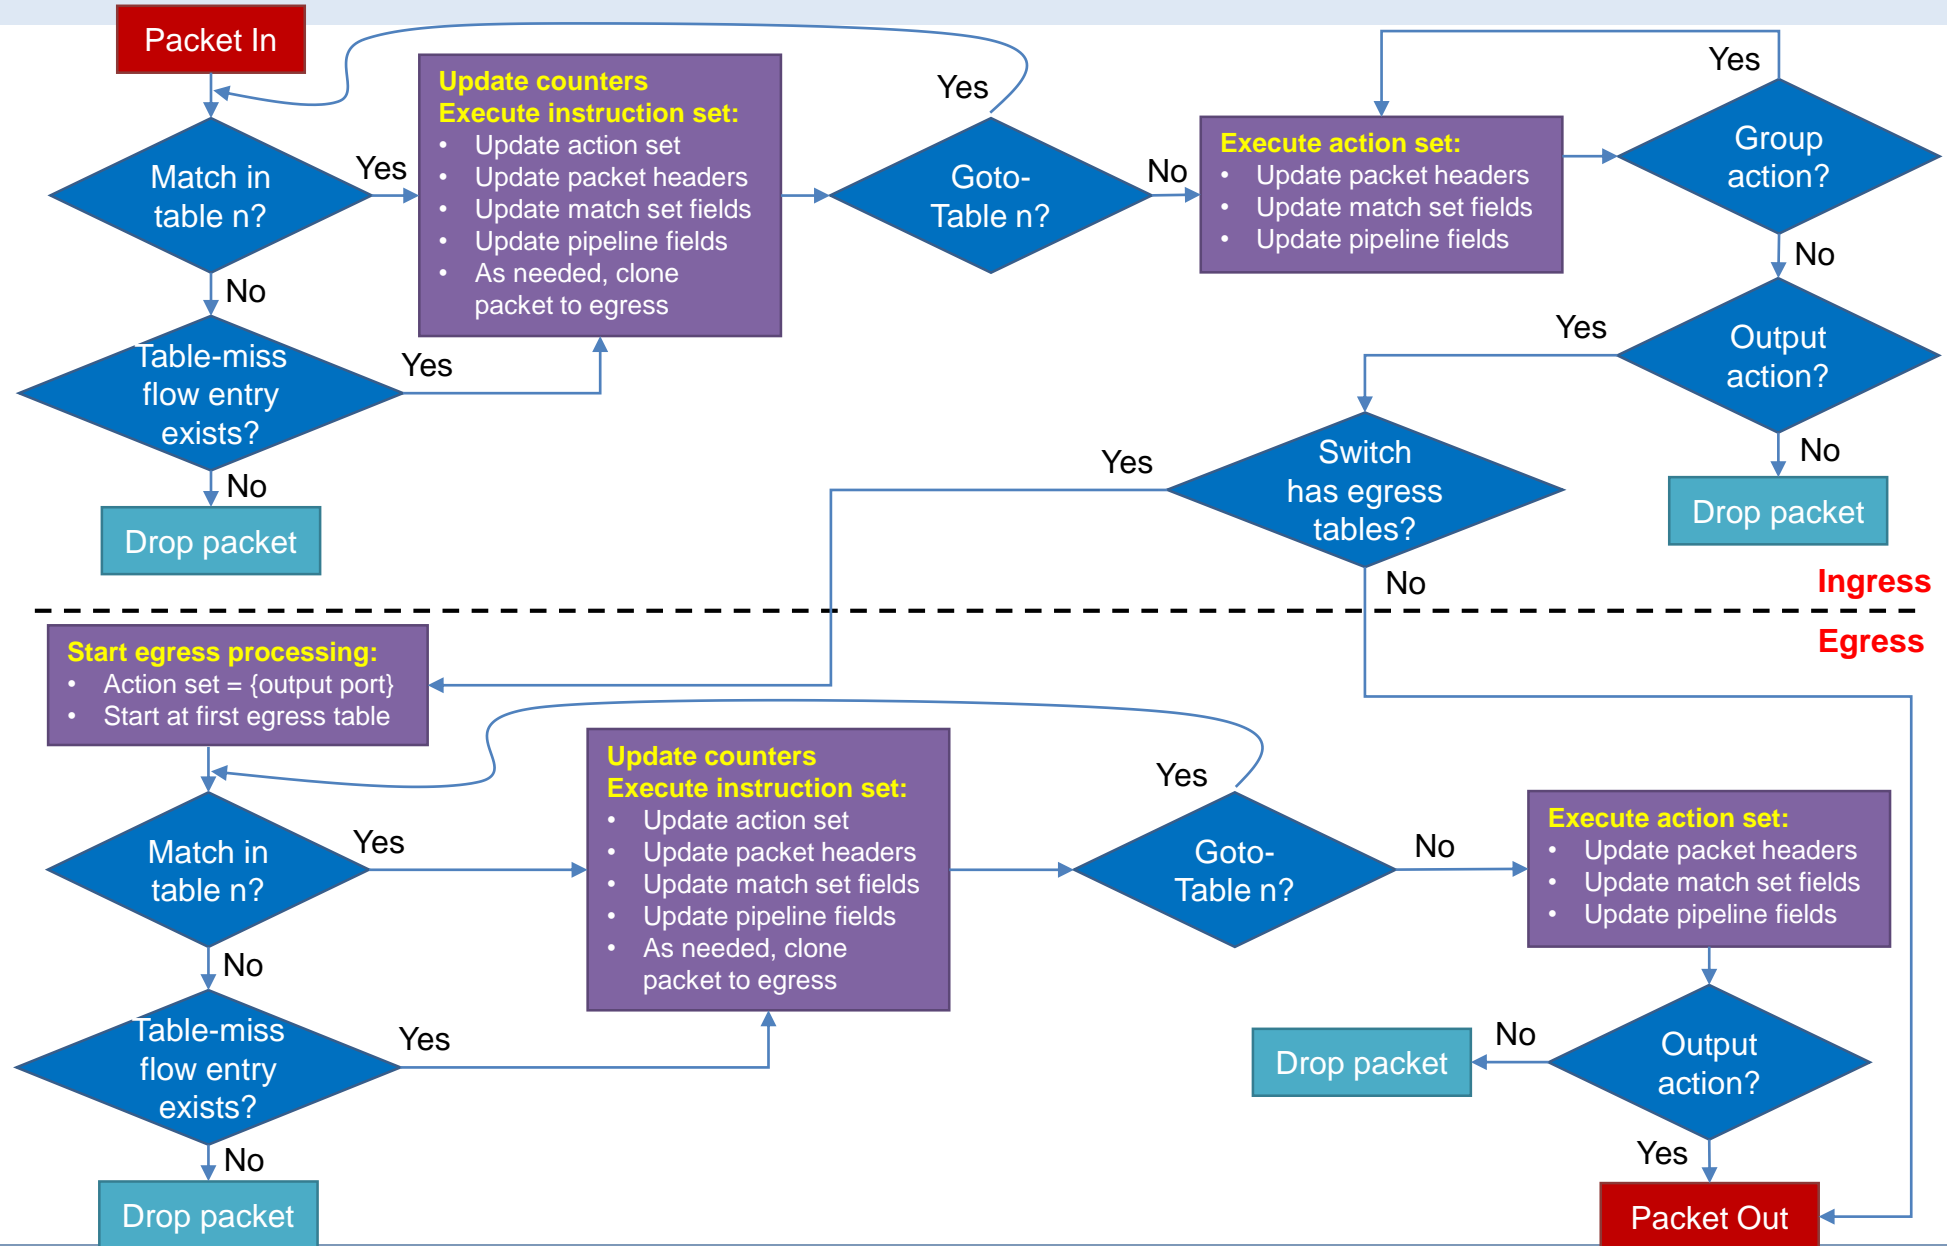 Packet In
Match in
table n?
Yes
No
Update counters
Execute instruction set:
• Update action set
• Update packet headers
• Update match set fields
• Update pipeline fields
• As needed, clone
packet to egress
Yes
Goto-
Table n?
No
Execute action set:
• Update packet headers
• Update match set fields
• Update pipeline fields
Yes
Group
action?
No
Table-miss
flow entry
exists?
Yes
No
Drop packet
Yes
Output
action?
No
Drop packet
Yes
Switch
has egress
tables?
No
Ingress
Egress
Start egress processing:
• Action set = {output port}
• Start at first egress table
Match in
table n?
Yes
No
Update counters
Execute instruction set:
• Update action set
• Update packet headers
• Update match set fields
• Update pipeline fields
• As needed, clone
packet to egress
Yes
Goto-
Table n?
No
Execute action set:
• Update packet headers
• Update match set fields
• Update pipeline fields
Table-miss
flow entry
exists?
Yes
No
Drop packet
Drop packet
No
Output
action?
Yes
Packet Out